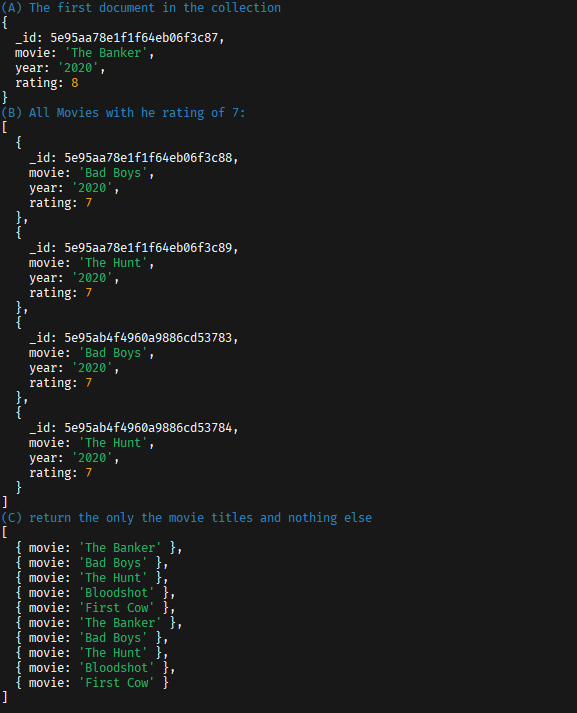 (A) The first document in the collection
{
  _id: 5e95aa78e1f1f64eb06f3c87,
  movie: 'The Banker',
  year: '2020',
  rating: 8
}
(B) All Movies with he rating of 7:
[
  {
    _id: 5e95aa78e1f1f64eb06f3c88,
    movie: 'Bad Boys',
    year: '2020',
    rating: 7
  },
  {
    _id: 5e95aa78e1f1f64eb06f3c89,
    movie: 'The Hunt',
    year: '2020',
    rating: 7
  },
  {
    _id: 5e95ab4f4960a9886cd53783,
    movie: 'Bad Boys',
    year: '2020',
    rating: 7
  },
  {
    _id: 5e95ab4f4960a9886cd53784,
    movie: 'The Hunt',
    year: '2020',
    rating: 7
  }
]
(C) return the only the movie titles and nothing else
[
  { movie: 'The Banker' },
  { movie: 'Bad Boys' },
  { movie: 'The Hunt' },
  { movie: 'Bloodshot' },
  { movie: 'First Cow' },
  { movie: 'The Banker' },
  { movie: 'Bad Boys' },
  { movie: 'The Hunt' },
  { movie: 'Bloodshot' },
  { movie: 'First Cow' }
]